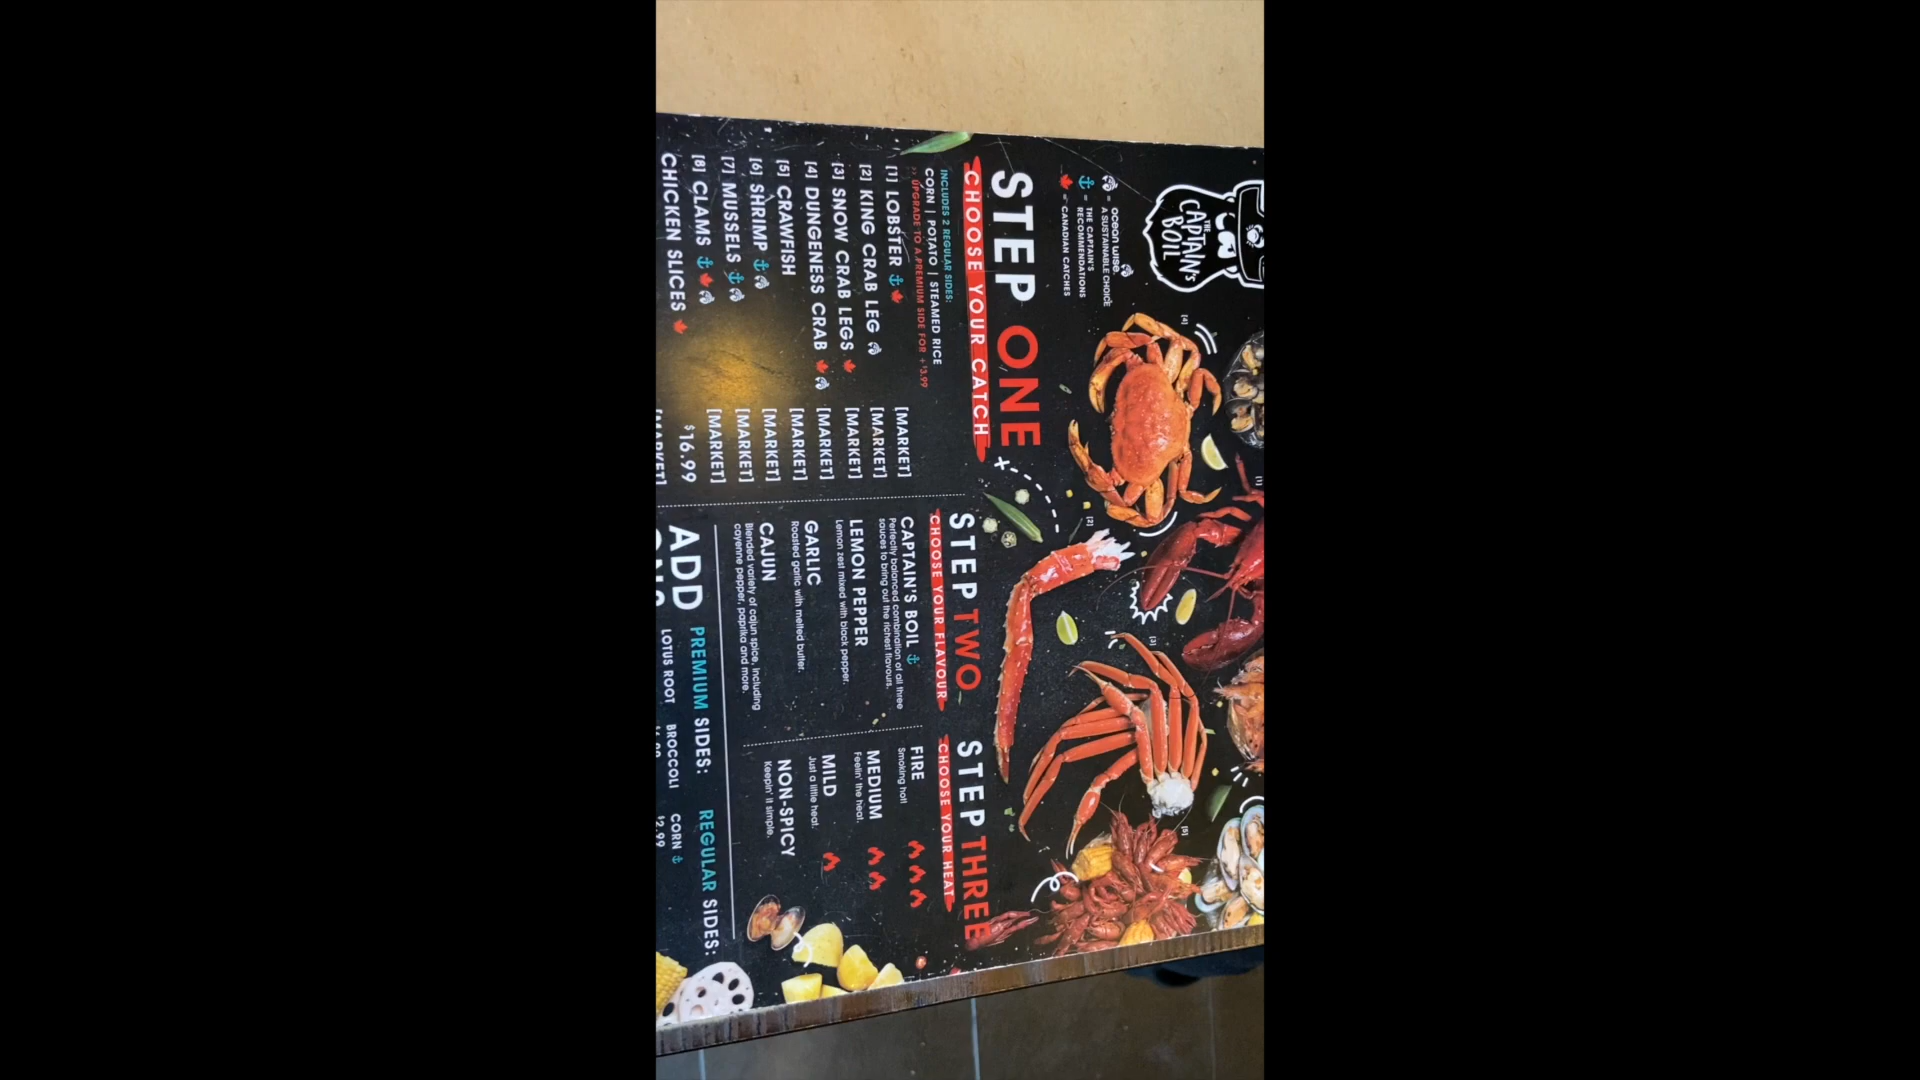 THE
CAPTAIN'S
BOIL
ocean wise.
= A SUSTAINABLE CHOICE
= THE CAPTAIN'S
RECOMMENDATIONS
= CANADIAN CATCHES
[4]
[1]
[2]
[3]
[5]
STEP ONE
CHOOSE YOUR CATCH
INCLUDES 2 REGULAR SIDES:
CORN | POTATO | STEAMED RICE
>> UPGRADE TO A PREMIUM SIDE FOR +$3.99
[1] LOBSTER [MARKET]
[2] KING CRAB LEG [MARKET]
[3] SNOW CRAB LEGS [MARKET]
[4] DUNGENESS CRAB [MARKET]
[5] CRAWFISH [MARKET]
[6] SHRIMP [MARKET]
[7] MUSSELS [MARKET]
[8] CLAMS [MARKET]
CHICKEN SLICES $16.99
[MARKET]
STEP TWO
CHOOSE YOUR FLAVOUR
CAPTAIN'S BOIL
Perfectly balanced combination of all three
sauces to bring out the richest flavours.
LEMON PEPPER
Lemon zest mixed with black pepper.
GARLIC
Roasted garlic with melted butter.
CAJUN
Blended variety of cajun spice, including
cayenne pepper, paprika and more.
STEP THREE
CHOOSE YOUR HEAT
FIRE
Smoking hot!
MEDIUM
Feelin' the heat.
MILD
Just a little heat.
NON-SPICY
Keepin' it simple.
ADD
ONS
PREMIUM SIDES:
LOTUS ROOT BROCCOLI
REGULAR SIDES:
CORN
$2.99